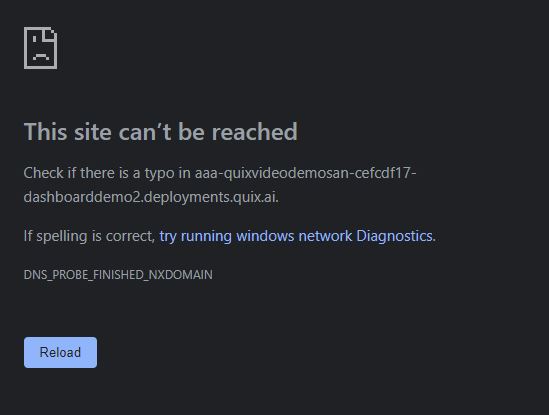 This site can’t be reached
Check if there is a typo in aaa-quixvideodemosan-cefcdf17-
dashboarddemo2.deployments.quix.ai.
If spelling is correct, try running windows network Diagnostics.
DNS_PROBE_FINISHED_NXDOMAIN
Reload